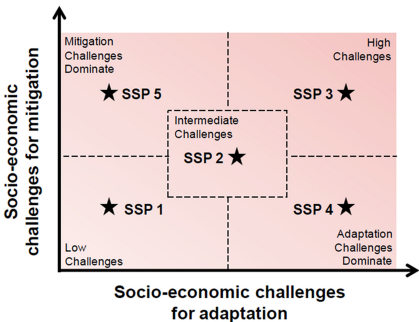 Socio-economic
challenges for mitigation
Mitigation
Challenges
Dominate
High
Challenges
SSP 5
SSP 3
Intermediate
Challenges
SSP 2
SSP 1
SSP 4
Low
Challenges
Adaptation
Challenges
Dominate
Socio-economic challenges
for adaptation